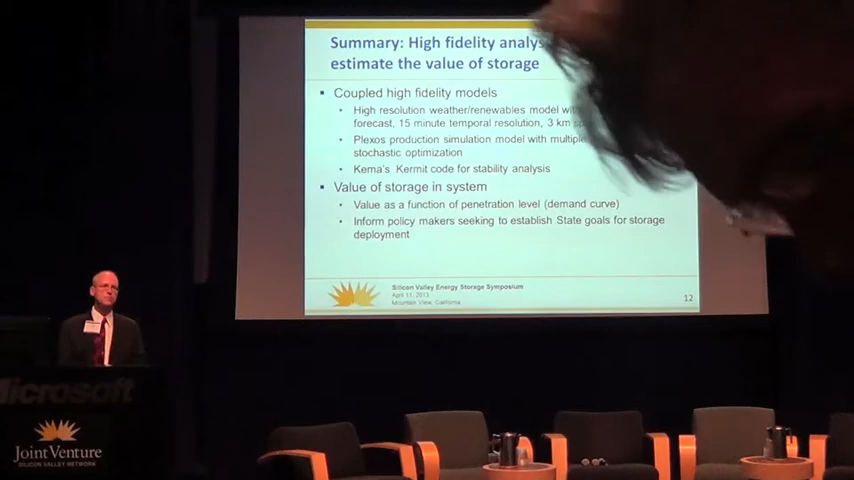 Summary: High fidelity analys
estimate the value of storage
▪ Coupled high fidelity models
• High resolution weather/renewables model wit
forecast, 15 minute temporal resolution, 3 km sp
• Plexos production simulation model with multiple
stochastic optimization
• Kema's Kermit code for stability analysis
▪ Value of storage in system
• Value as a function of penetration level (demand curve)
• Inform policy makers seeking to establish State goals for storage
deployment
Silicon Valley Energy Storage Symposium
April 11, 2013
Mountain View, California
12
Microsoft
Joint Venture
SILICON VALLEY NETWORK